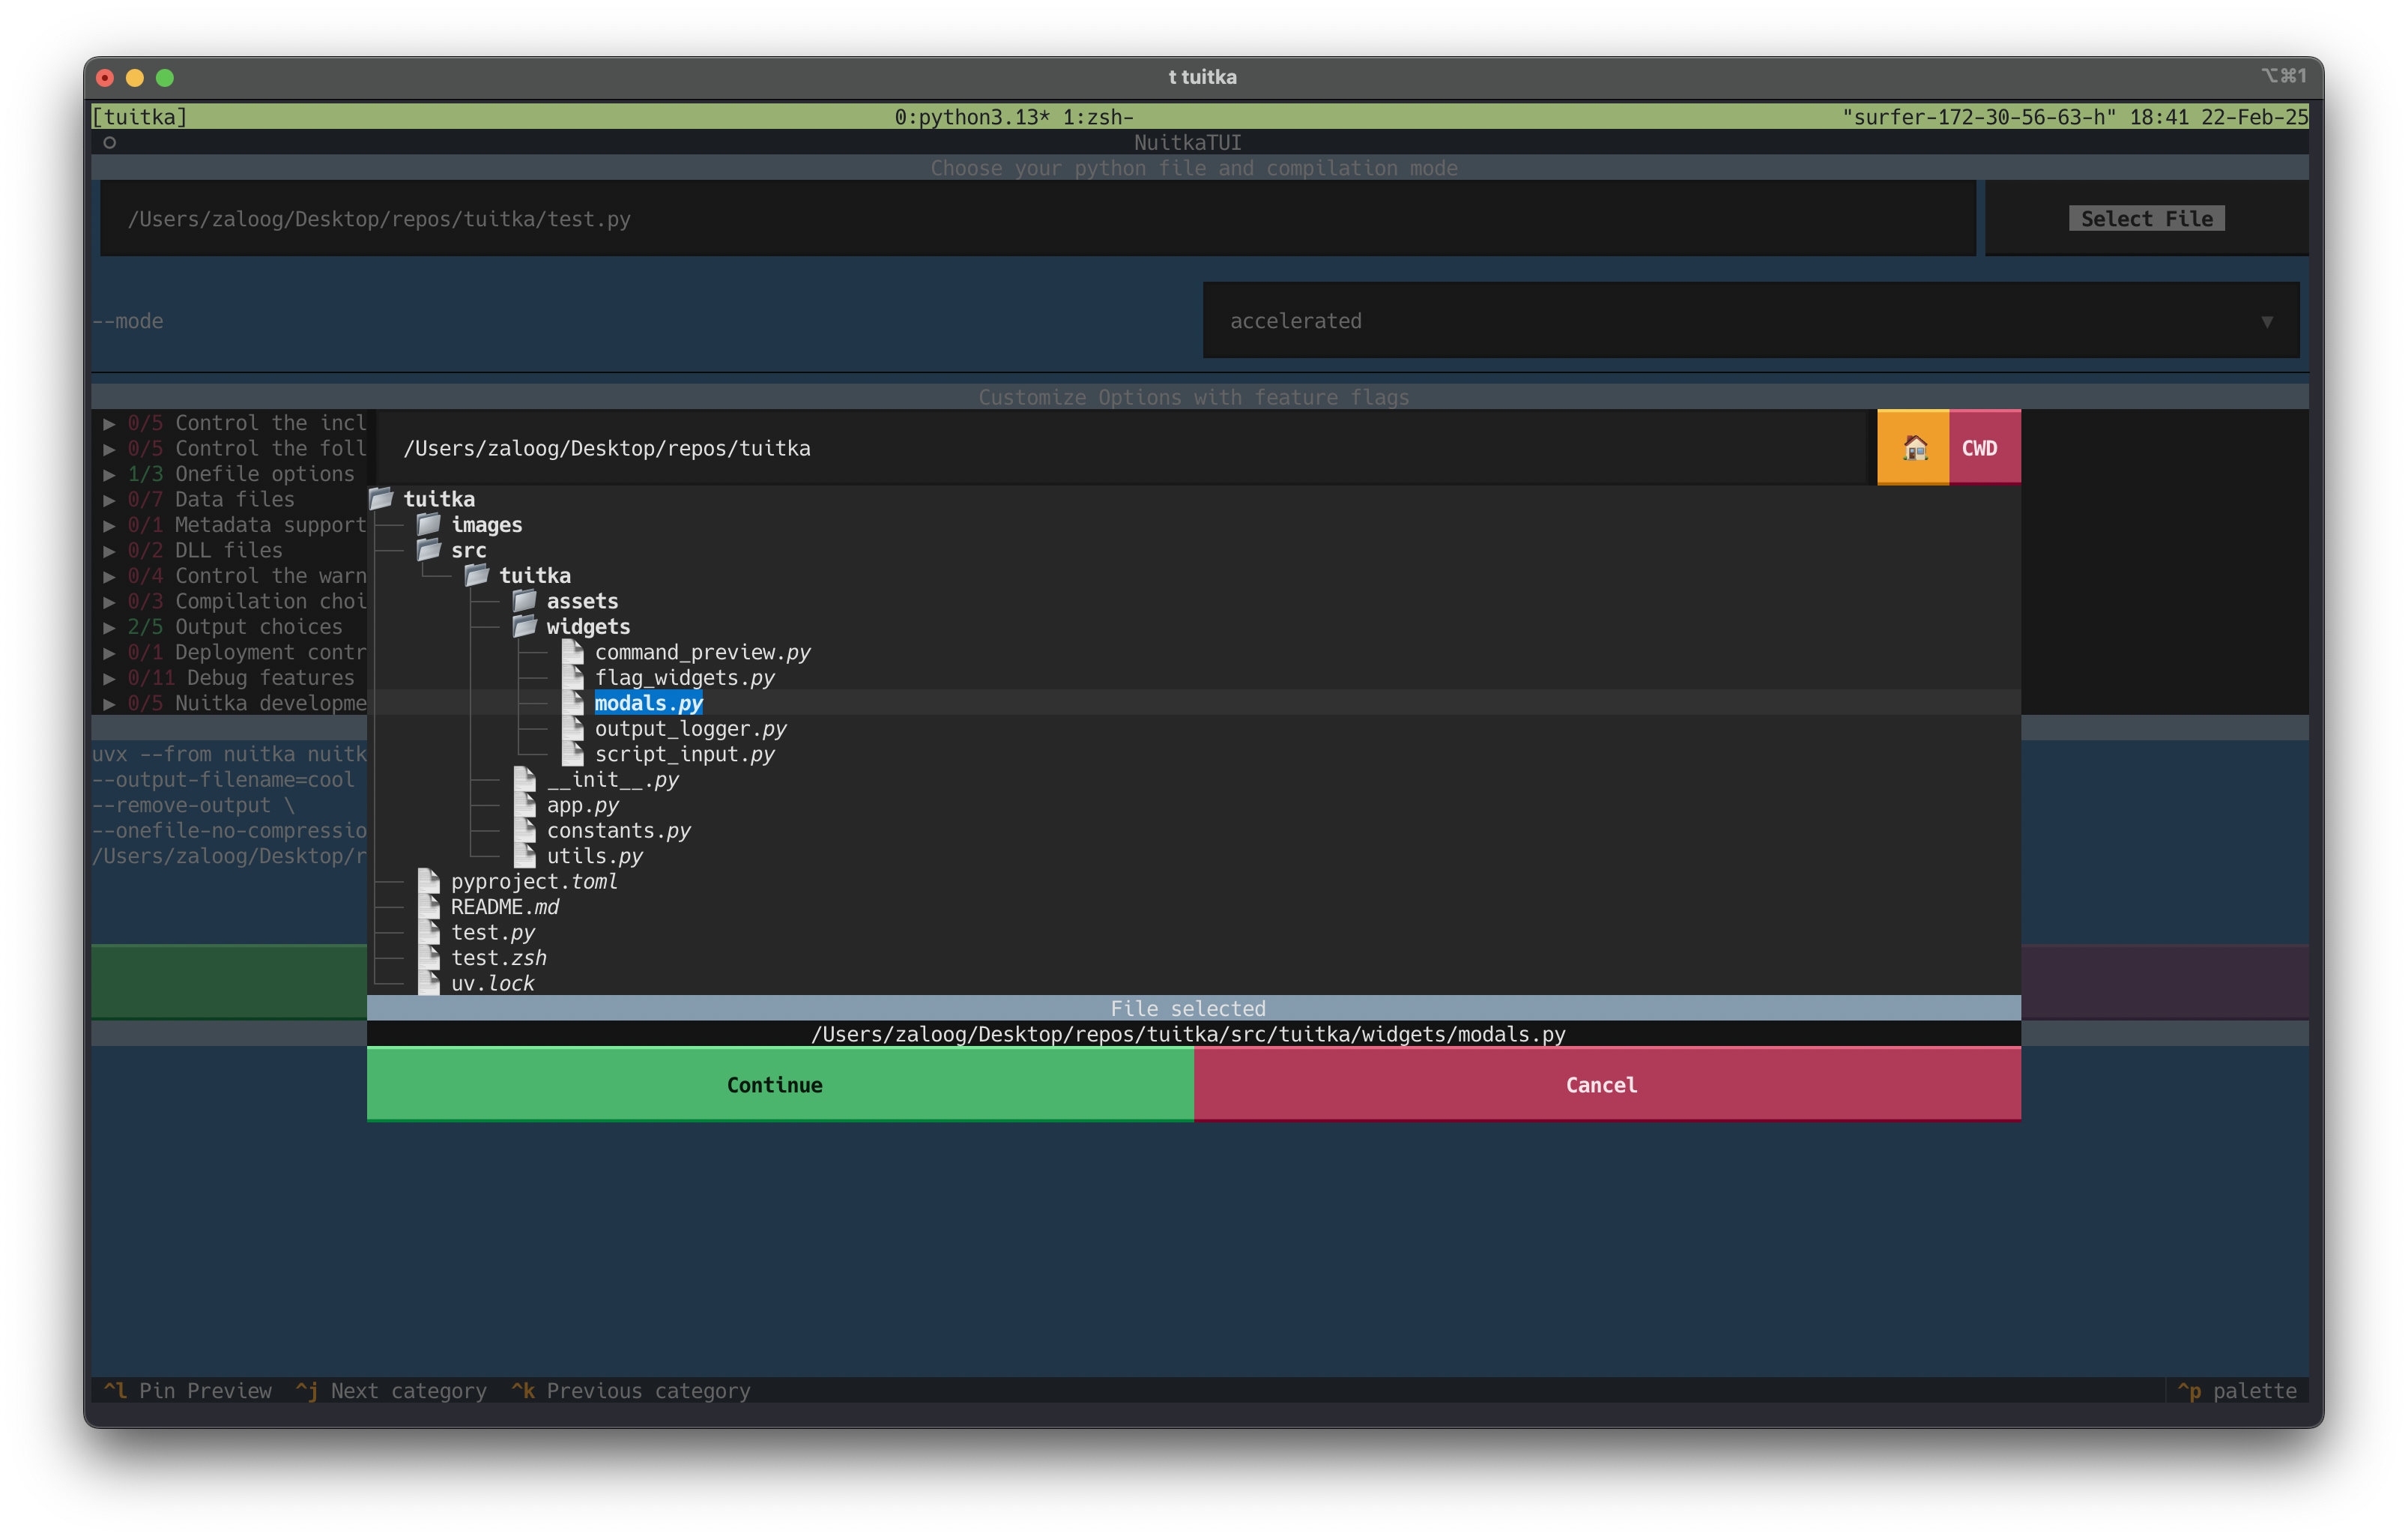 t tuitka ⌥⌘1
[tuitka] 0:python3.13* 1:zsh- "surfer-172-30-56-63-h" 18:41 22-Feb-25
NuitkaTUI
Choose your python file and compilation mode
/Users/zaloog/Desktop/repos/tuitka/test.py Select File
--mode accelerated ▼
Customize Options with feature flags
▶ 0/5 Control the incl
▶ 0/5 Control the foll
▶ 1/3 Onefile options
▶ 0/7 Data files
▶ 0/1 Metadata support
▶ 0/2 DLL files
▶ 0/4 Control the warn
▶ 0/3 Compilation choi
▶ 2/5 Output choices
▶ 0/1 Deployment contr
▶ 0/11 Debug features
▶ 0/5 Nuitka developme
uvx --from nuitka nuitk
--output-filename=cool
--remove-output \
--onefile-no-compressio
/Users/zaloog/Desktop/r
/Users/zaloog/Desktop/repos/tuitka 🏠 CWD
tuitka
images
src
tuitka
assets
widgets
command_preview.py
flag_widgets.py
modals.py
output_logger.py
script_input.py
__init__.py
app.py
constants.py
utils.py
pyproject.toml
README.md
test.py
test.zsh
uv.lock
File selected
/Users/zaloog/Desktop/repos/tuitka/src/tuitka/widgets/modals.py
Continue Cancel
^l Pin Preview ^j Next category ^k Previous category ^p palette